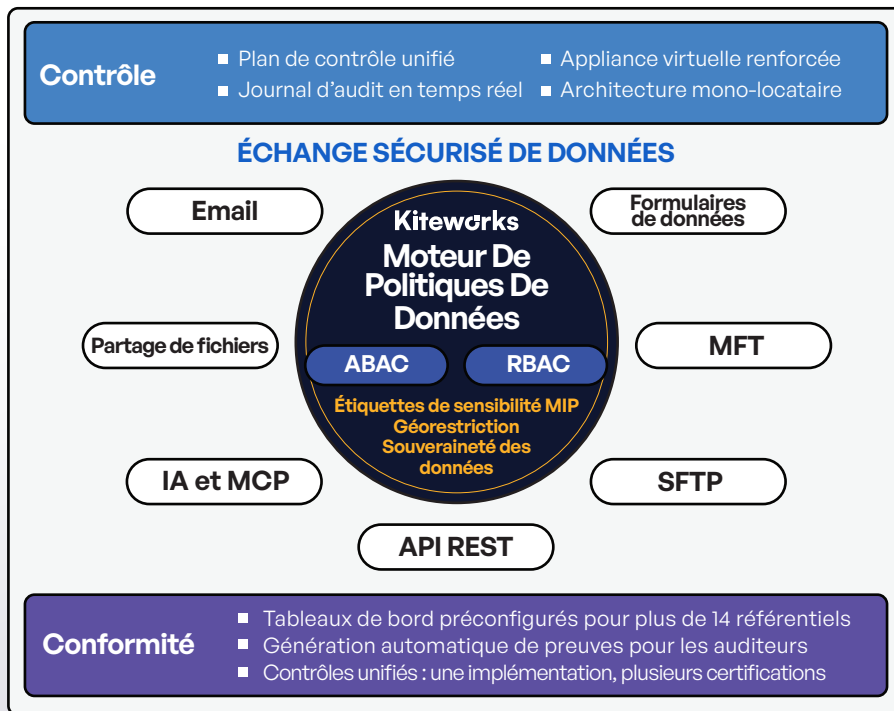 Contrôle
Plan de contrôle unifié
Journal d'audit en temps réel
Appliance virtuelle renforcée
Architecture mono-locataire
ÉCHANGE SÉCURISÉ DE DONNÉES
Email
Formulaires
de données
Partage de fichiers
MFT
IA et MCP
SFTP
API REST
Kiteworks
Moteur De
Politiques De
Données
ABAC
RBAC
Étiquettes de sensibilité MIP
Géorestriction
Souveraineté des
données
Conformité
Tableaux de bord préconfigurés pour plus de 14 référentiels
Génération automatique de preuves pour les auditeurs
Contrôles unifiés : une implémentation, plusieurs certifications